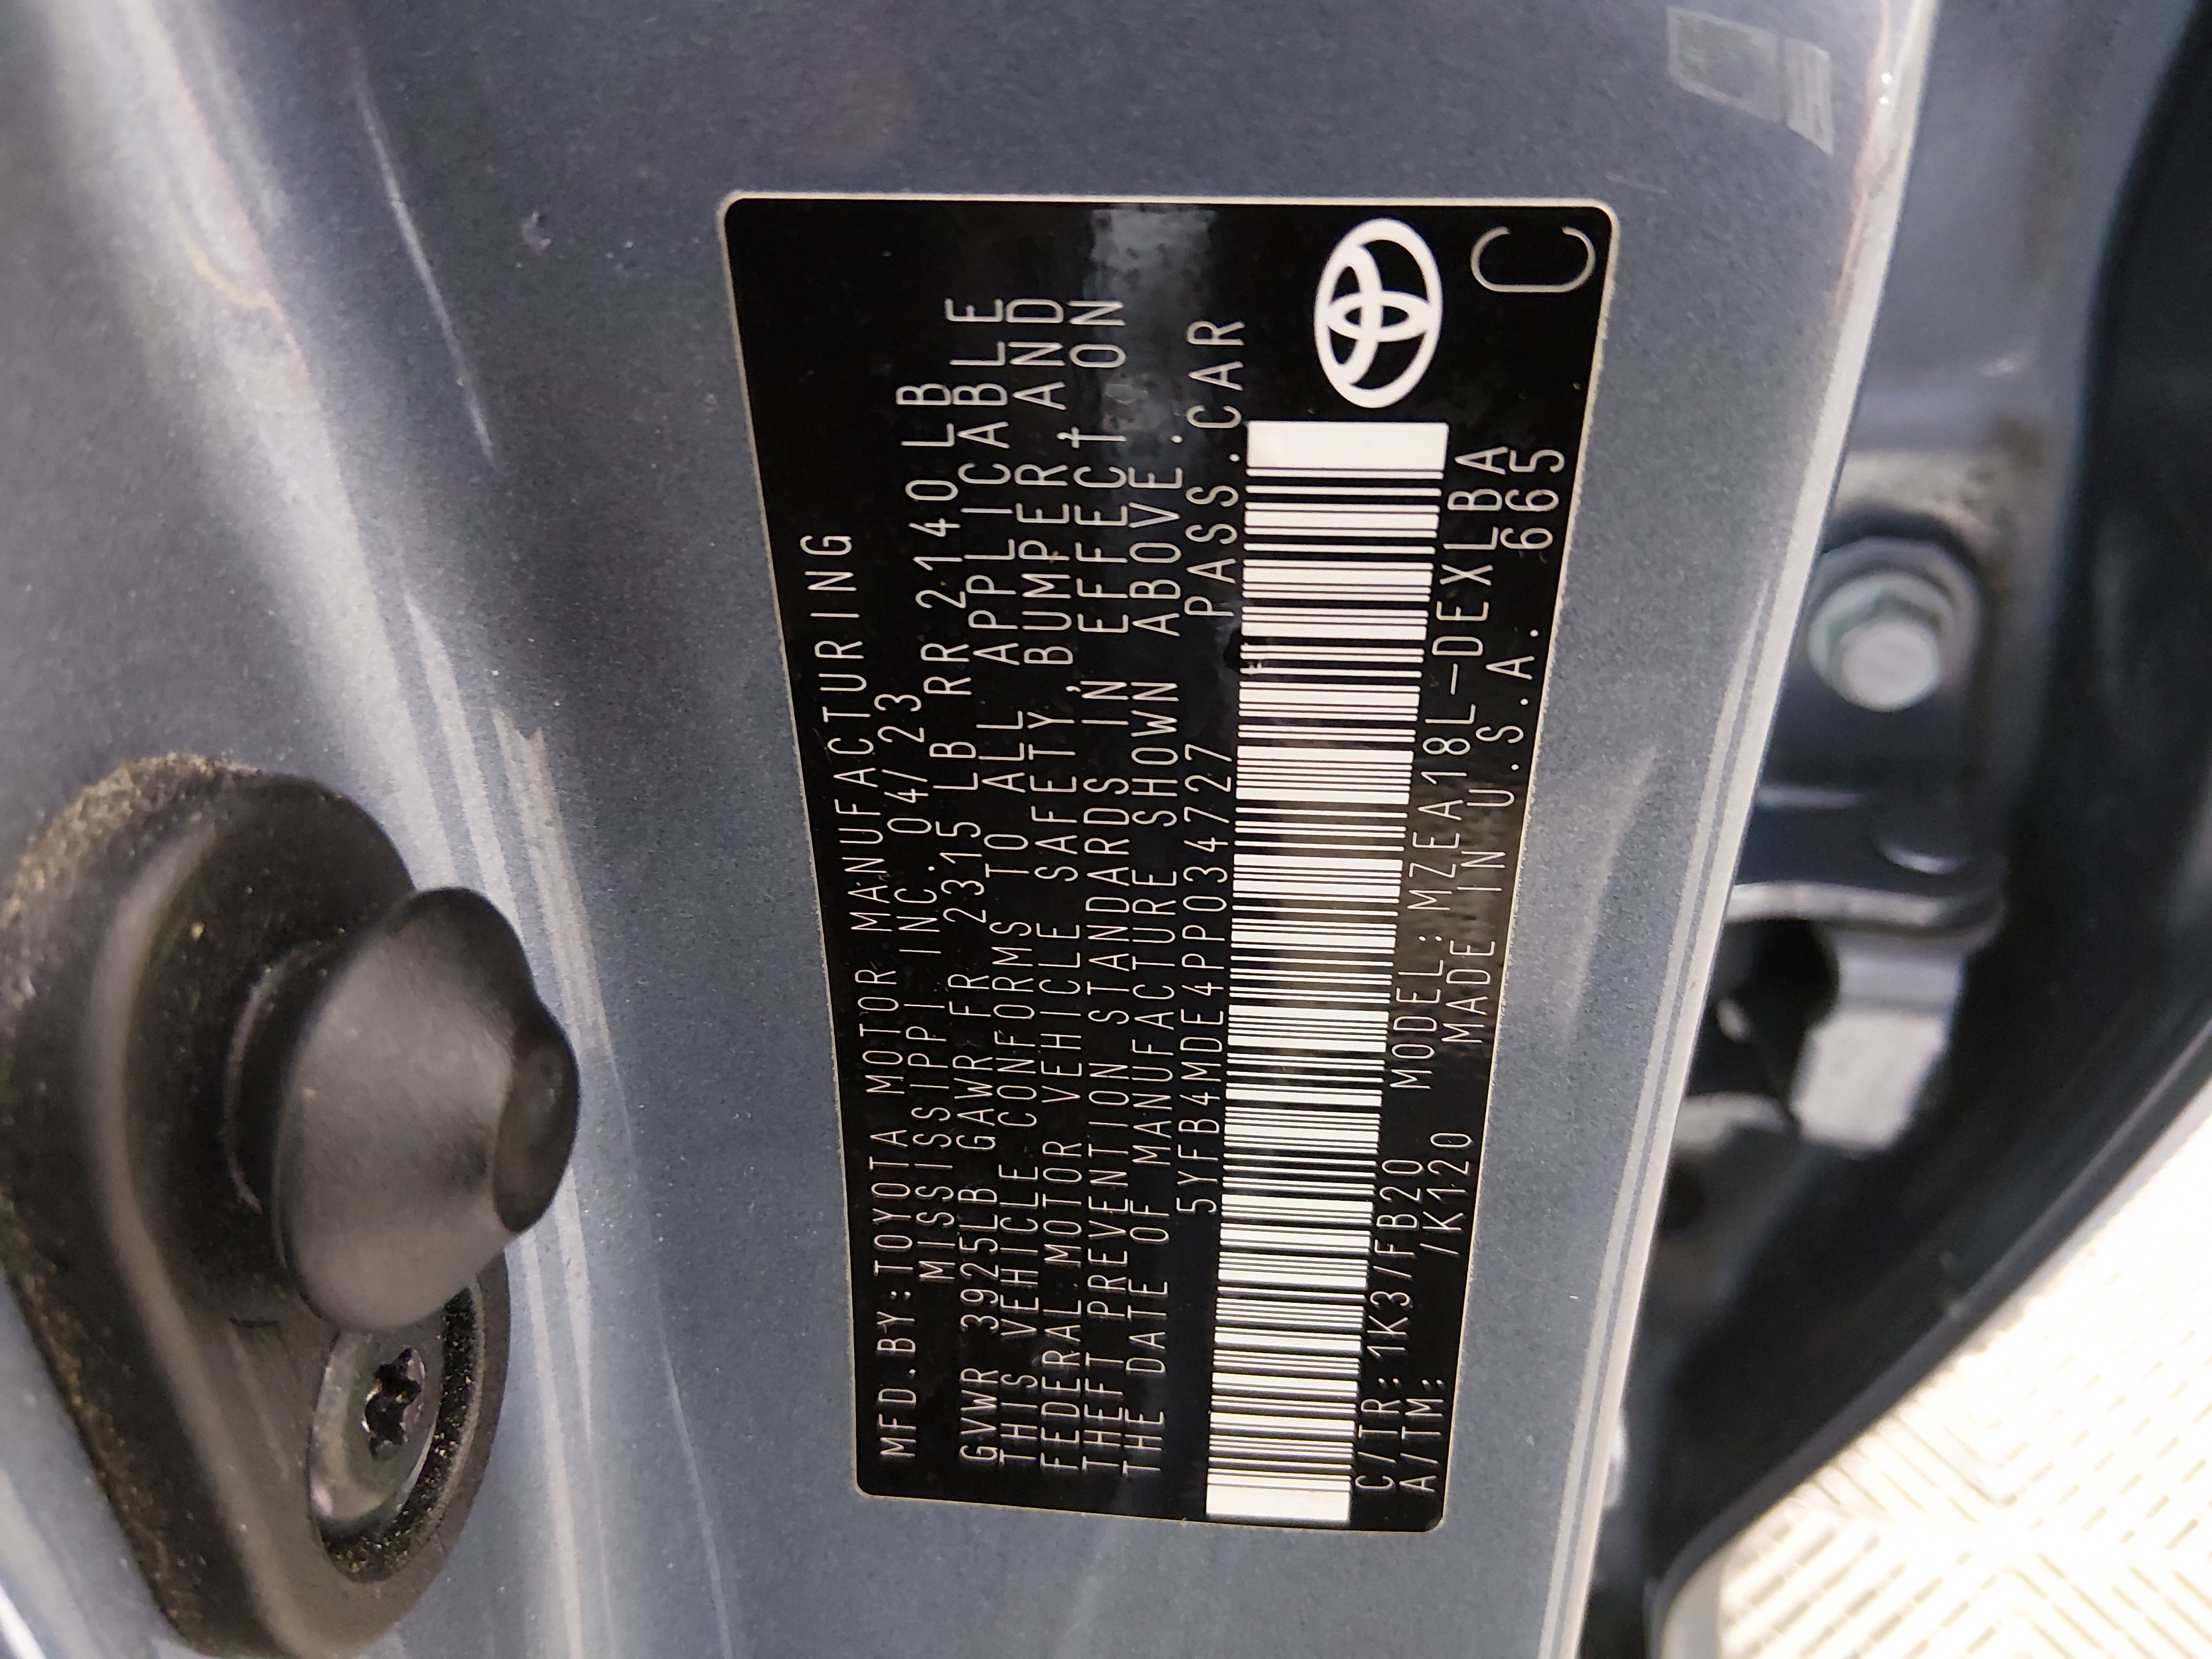 MFD.BY:TOYOTA MOTOR MANUFACTURING
MISSISSIPPI INC. 04/23
GVWR 3925LB GAWR FR 2315 LB RR 2140LB
THIS VEHICLE CONFORMS TO ALL APPLICABLE
FEDERAL MOTOR VEHICLE SAFETY, BUMPER, AND
THEFT PREVENTION STANDARDS IN EFFECT ON
THE DATE OF MANUFACTURE SHOWN ABOVE.
5YFB4MDE4PP034727 PASS.CAR
C/TR: 1K3/FB20 MODEL: MZEA18L-DEXLBA
A/TM: /K120 MADE IN U.S.A. 665
C